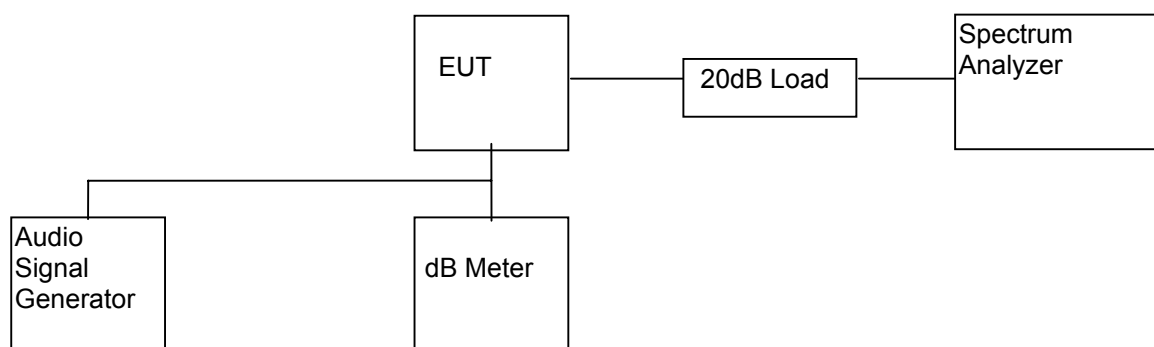 Spectrum
Analyzer
EUT
20dB Load
Audio
Signal
Generator
dB Meter